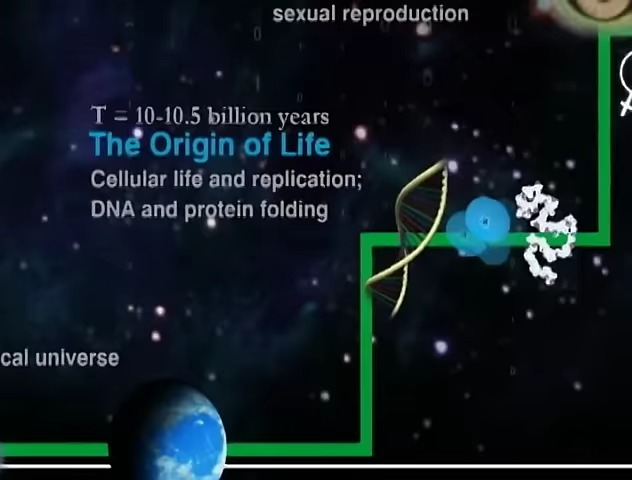 sexual reproduction
T = 10-10.5 billion years
The Origin of Life
Cellular life and replication;
DNA and protein folding
cal universe